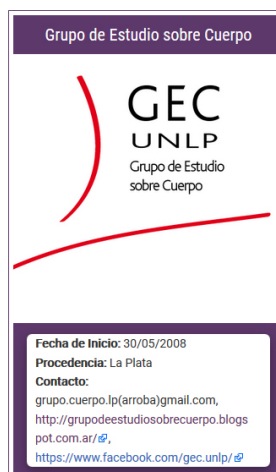 Grupo de Estudio sobre Cuerpo
GEC
UNLP
Grupo de Estudio
sobre Cuerpo
Fecha de Inicio: 30/05/2008
Procedencia: La Plata
Contacto:
grupo.cuerpo.lp(arroba)gmail.com,
http://grupodeestudiosobrecuerpo.blogs
pot.com.ar/,
https://www.facebook.com/gec.unlp/